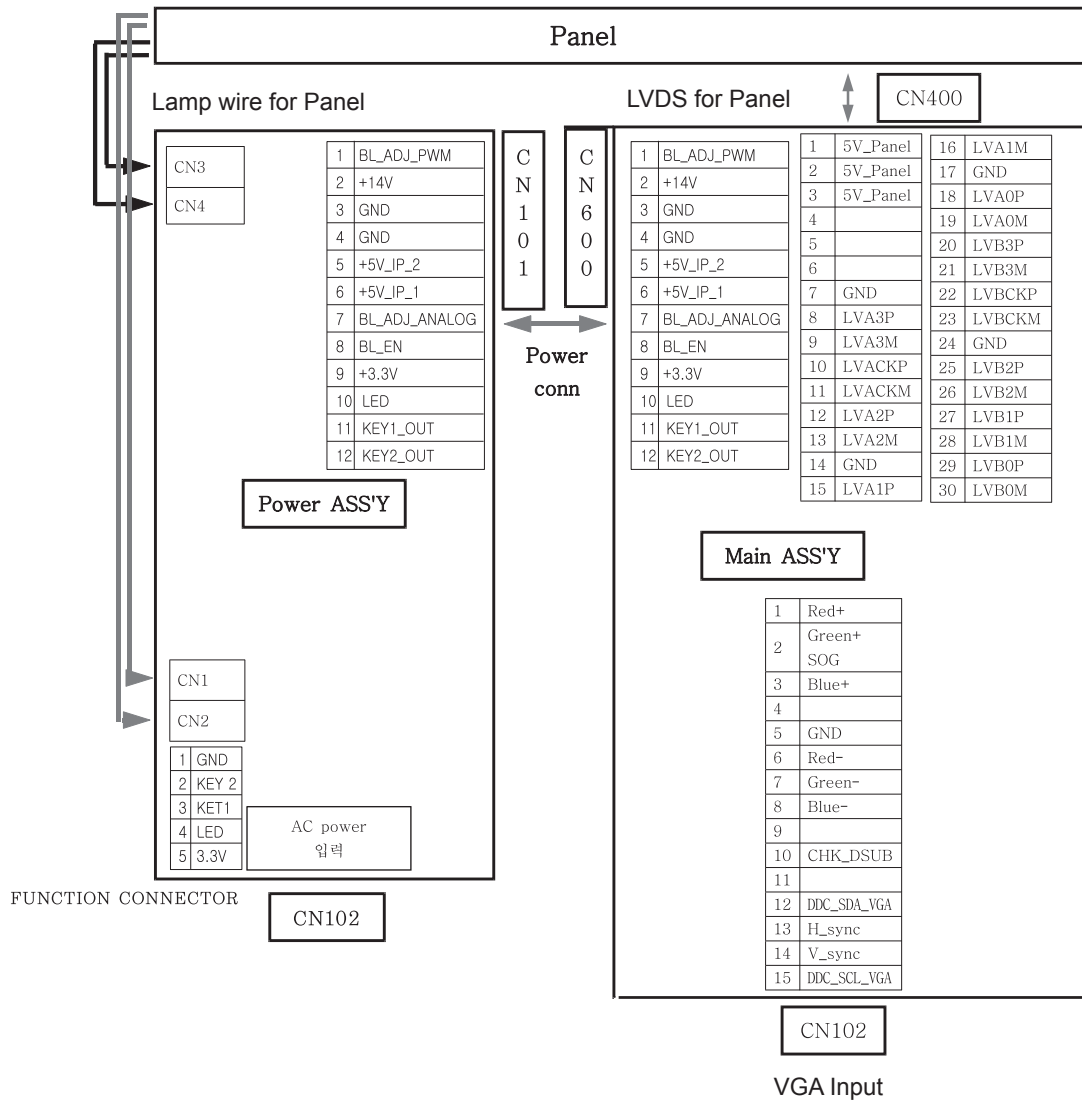 Panel
Lamp wire for Panel
LVDS for Panel
CN400
CN3
CN4
1 BL_ADJ_PWM
2 +14V
3 GND
4 GND
5 +5V_IP_2
6 +5V_IP_1
7 BL_ADJ_ANALOG
8 BL_EN
9 +3.3V
10 LED
11 KEY1_OUT
12 KEY2_OUT
CN101
CN600
Power
conn
1 BL_ADJ_PWM
2 +14V
3 GND
4 GND
5 +5V_IP_2
6 +5V_IP_1
7 BL_ADJ_ANALOG
8 BL_EN
9 +3.3V
10 LED
11 KEY1_OUT
12 KEY2_OUT
1 5V_Panel
2 5V_Panel
3 5V_Panel
4
5
6
7 GND
8 LVA3P
9 LVA3M
10 LVACKP
11 LVACKM
12 LVA2P
13 LVA2M
14 GND
15 LVA1P
16 LVA1M
17 GND
18 LVA0P
19 LVA0M
20 LVB3P
21 LVB3M
22 LVBCKP
23 LVBCKM
24 GND
25 LVB2P
26 LVB2M
27 LVB1P
28 LVB1M
29 LVB0P
30 LVB0M
Power ASS'Y
Main ASS'Y
CN1
CN2
1 GND
2 KEY 2
3 KET1
4 LED
5 3.3V
AC power
입력
FUNCTION CONNECTOR
CN102
1 Red+
2 Green+
SOG
3 Blue+
4
5 GND
6 Red-
7 Green-
8 Blue-
9
10 CHK_DSUB
11
12 DDC_SDA_VGA
13 H_sync
14 V_sync
15 DDC_SCL_VGA
CN102
VGA Input